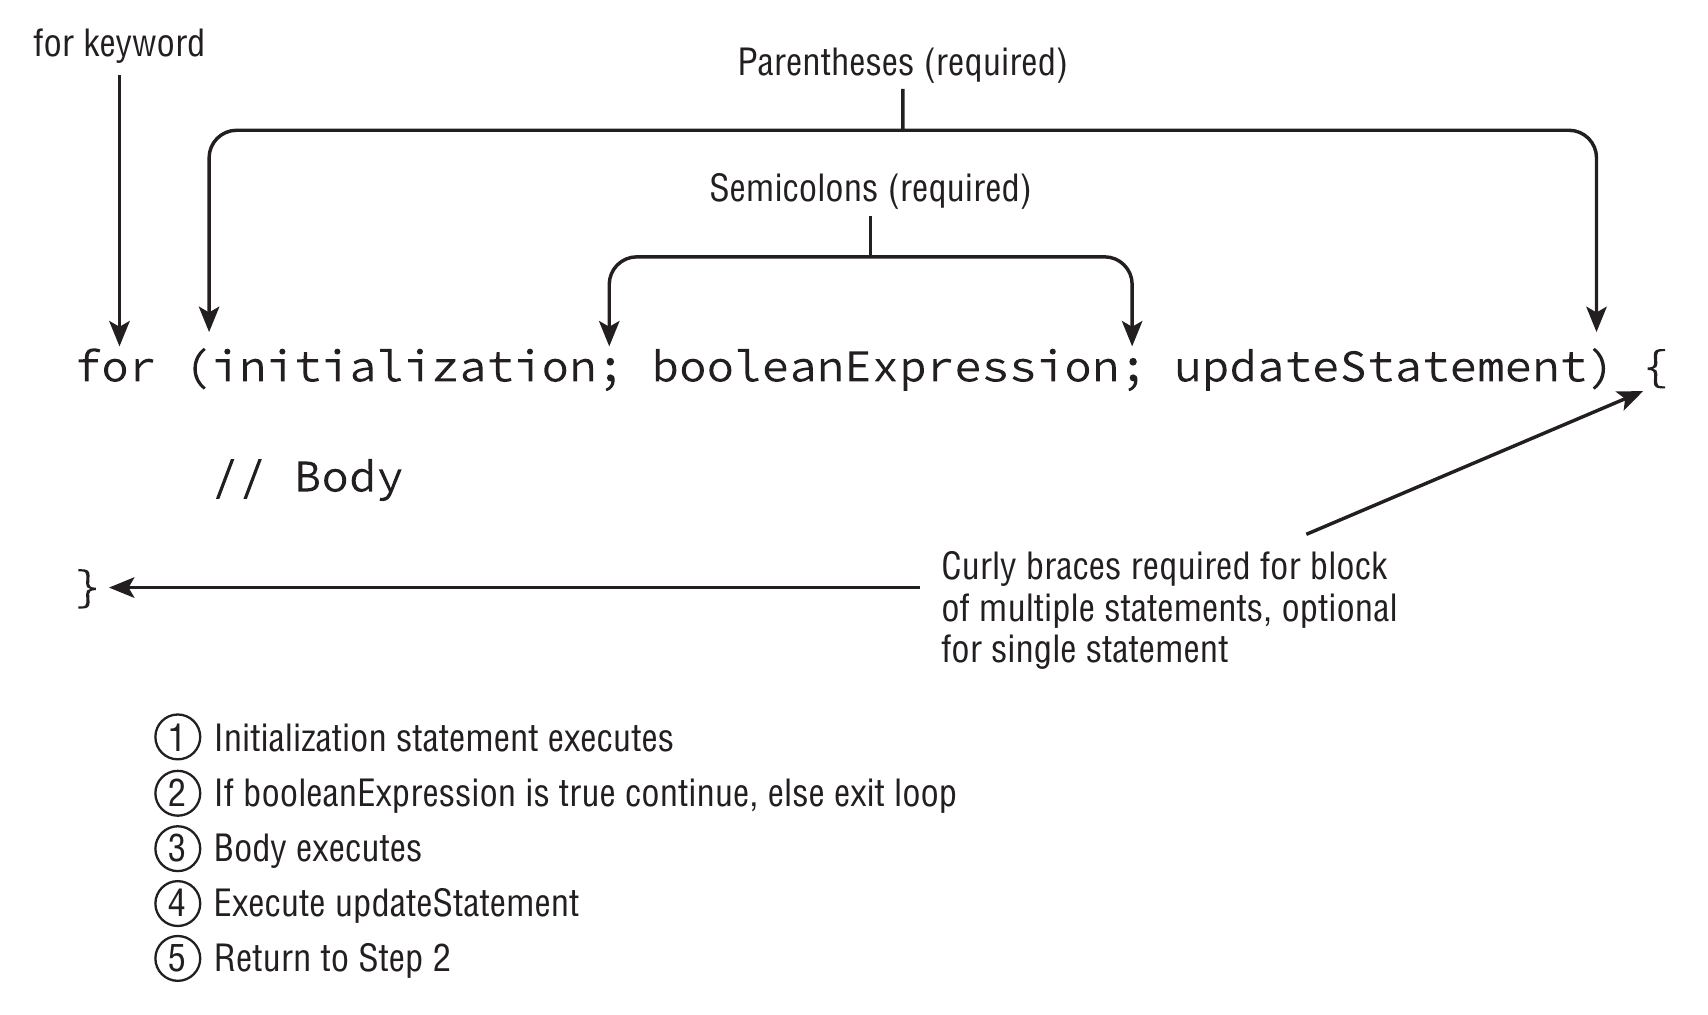 for keyword
Parentheses (required)
Semicolons (required)
for (initialization; booleanExpression; updateStatement) {
// Body
}
Curly braces required for block
of multiple statements, optional
for single statement
1 Initialization statement executes
2 If booleanExpression is true continue, else exit loop
3 Body executes
4 Execute updateStatement
5 Return to Step 2